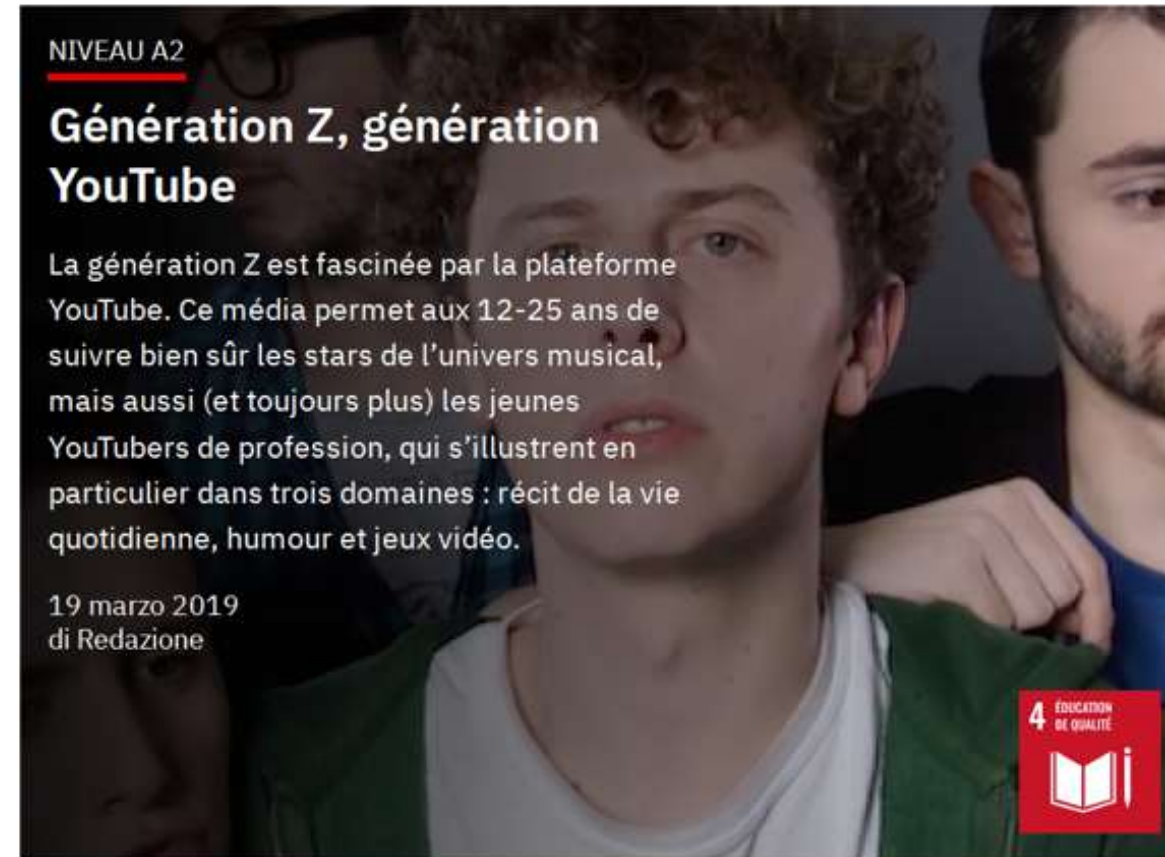 NIVEAU A2
Génération Z, génération
YouTube
La génération Z est fascinée par la plateforme
YouTube. Ce média permet aux 12-25 ans de
suivre bien sûr les stars de l’univers musical,
mais aussi (et toujours plus) les jeunes
YouTubers de profession, qui s’illustrent en
particulier dans trois domaines : récit de la vie
quotidienne, humour et jeux vidéo.
19 marzo 2019
di Redazione
4 ÉDUCATION
DE QUALITÉ